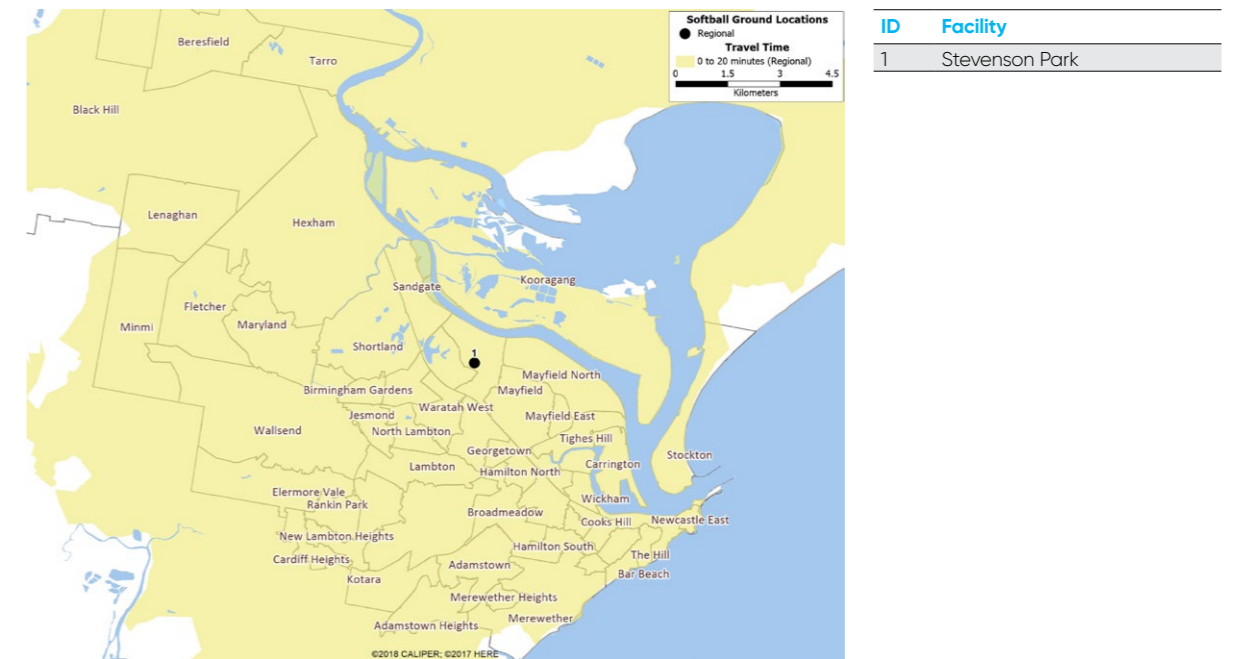 Softball Ground Locations
Regional
Travel Time
0 to 20 minutes (Regional)
0 1.5 3 4.5
Kilometers
ID Facility
1 Stevenson Park
Beresfield
Tarro
Black Hill
Lenaghan
Hexham
Kooragang
Sandgate
Fletcher
Maryland
Minmi
Shortland
1
Mayfield North
Birmingham Gardens
Mayfield
Waratah West
Jesmond
Mayfield East
Wallsend
North Lambton
Tighes Hill
Georgetown
Stockton
Lambton
Hamilton North
Carrington
Elermore Vale
Rankin Park
Wickham
Broadmeadow
Cooks Hill
Newcastle East
New Lambton Heights
Hamilton South
The Hill
Cardiff Heights
Adamstown
Bar Beach
Kotara
Merewether Heights
Merewether
Adamstown Heights
©2018 CALIPER; ©2017 HERE